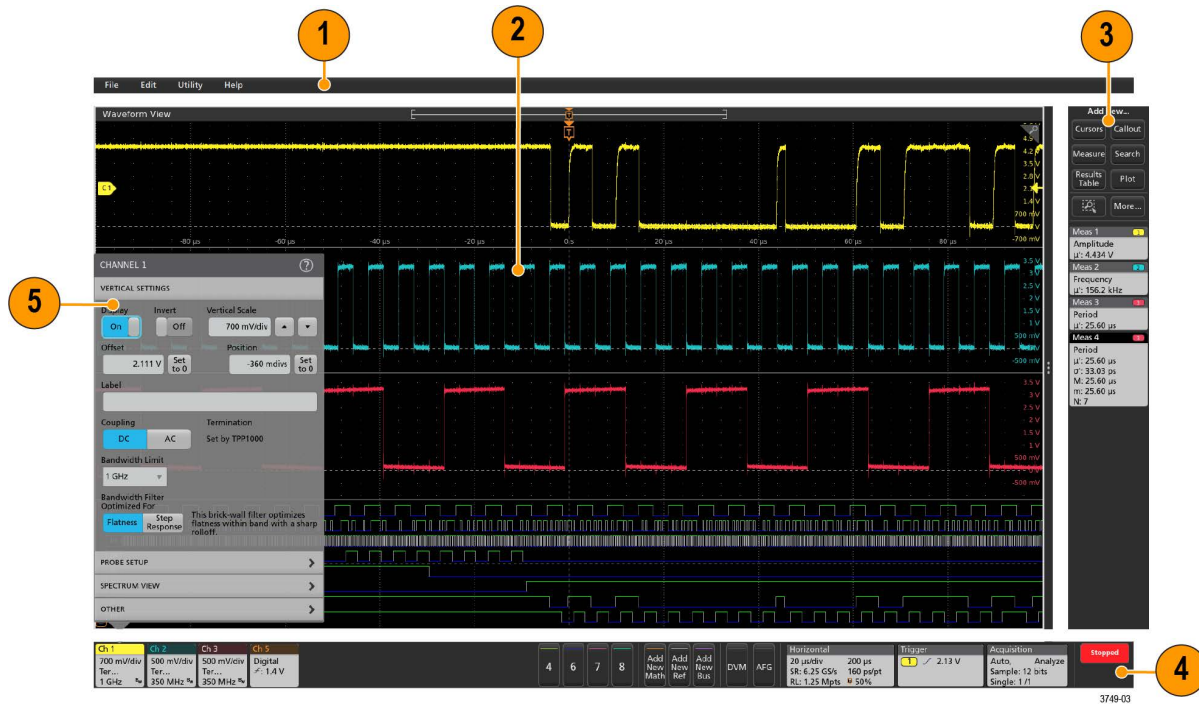 1
2
3
File Edit Utility Help
Waveform View
Add New...
Cursors Callout
Measure Search
Results Table Plot
More...
T
C1
4.2 V
3.5 V
2.8 V
1.4 V
700 mV
-700 mV
-80 µs -60 µs -40 µs -20 µs 0 s 20 µs 40 µs 60 µs 80 µs
Meas 1 1
Amplitude
µ': 4.434 V
Meas 2 2
Frequency
µ': 156.2 kHz
Meas 3 3
Period
µ': 25.60 µs
Meas 4 3
Period
µ': 25.60 µs
σ': 33.03 ps
M: 25.60 µs
m: 25.60 µs
N: 7
3.5 V
2.5 V
2 V
1.5 V
1 V
500 mV
-500 mV
3.5 V
3 V
2.5 V
2 V
1.5 V
1 V
500 mV
-500 mV
5
CHANNEL 1 ?
VERTICAL SETTINGS
Display Invert Vertical Scale
On Off 700 mV/div
Offset Position
2.111 V Set to 0 -360 mdivs Set to 0
Label
Coupling Termination
DC AC Set by TPP1000
Bandwidth Limit
1 GHz
Bandwidth Filter
Optimized For
Flatness Step Response
This brick-wall filter optimizes
flatness within band with a sharp
rolloff.
PROBE SETUP
SPECTRUM VIEW
OTHER
Ch 1
700 mV/div
Ter...
1 GHz
Ch 2
500 mV/div
Ter...
350 MHz
Ch 3
500 mV/div
Ter...
350 MHz
Ch 5
Digital
: 1.4 V
4 6 7 8
Add New Math
Add New Ref
Add New Bus
DVM AFG
Horizontal
20 µs/div 200 µs
SR: 6.25 GS/s 160 ps/pt
RL: 1.25 Mpts 50%
Trigger
1 2.13 V
Acquisition
Auto, Analyze
Sample: 12 bits
Single: 1 /1
Stopped
4
3749-03